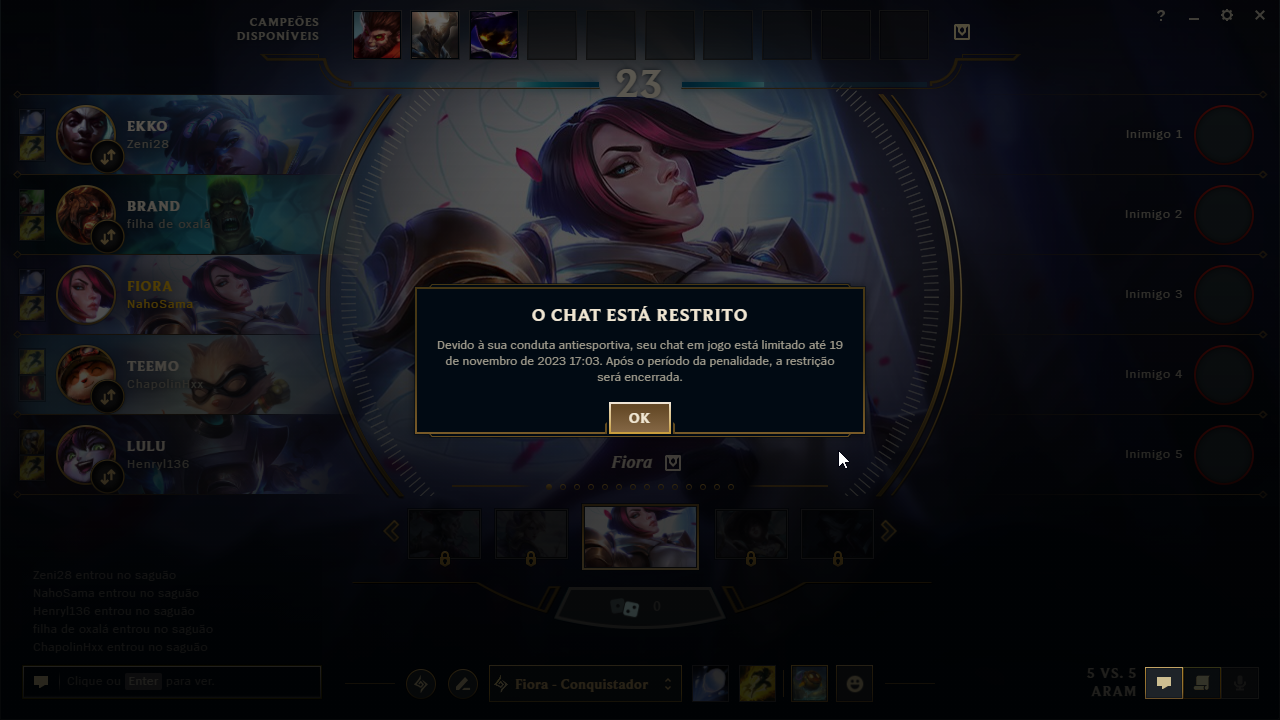 CAMPEÕES
DISPONÍVEIS
?
23
EKKO
Zeni28
BRAND
filha de oxalá
FIORA
NahoSama
TEEMO
ChapolinHxx
LULU
Henryl136
Inimigo 1
Inimigo 2
Inimigo 3
Inimigo 4
Inimigo 5
O CHAT ESTÁ RESTRITO
Devido à sua conduta antiesportiva, seu chat em jogo está limitado até 19
de novembro de 2023 17:03. Após o período da penalidade, a restrição
será encerrada.
OK
Fiora
0
Zeni28 entrou no saguão
NahoSama entrou no saguão
Henryl136 entrou no saguão
filha de oxalá entrou no saguão
ChapolinHxx entrou no saguão
Clique ou Enter para ver.
Fiora - Conquistador
5 VS. 5
ARAM